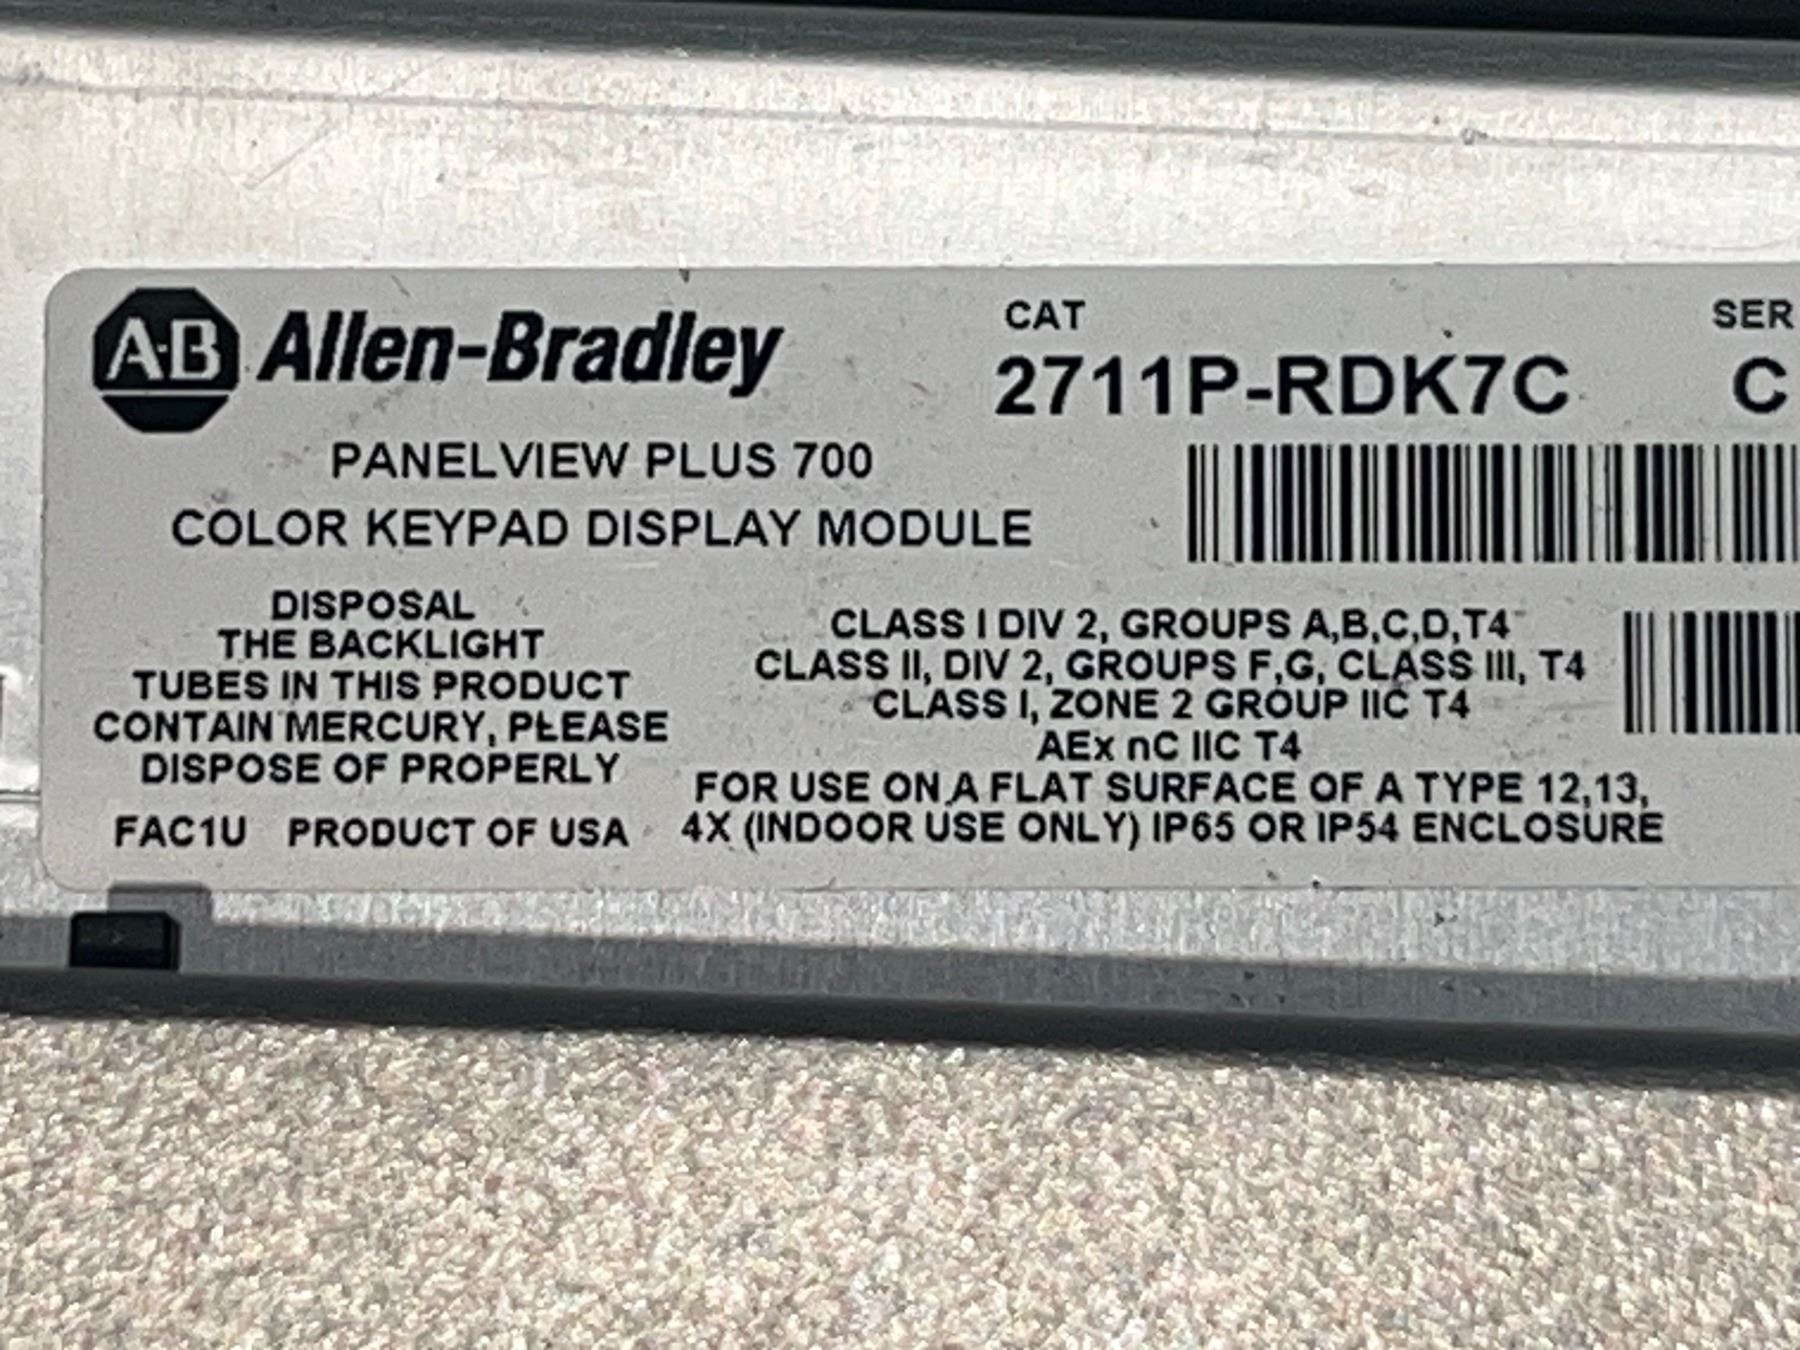 A·B Allen-Bradley
CAT
SER
2711P-RDK7C
C
PANELVIEW PLUS 700
COLOR KEYPAD DISPLAY MODULE
DISPOSAL
THE BACKLIGHT
TUBES IN THIS PRODUCT
CONTAIN MERCURY, PLEASE
DISPOSE OF PROPERLY
FAC1U PRODUCT OF USA
CLASS I DIV 2, GROUPS A,B,C,D,T4
CLASS II, DIV 2, GROUPS F,G, CLASS III, T4
CLASS I, ZONE 2 GROUP IIC T4
AEx nC IIC T4
FOR USE ON A FLAT SURFACE OF A TYPE 12,13,
4X (INDOOR USE ONLY) IP65 OR IP54 ENCLOSURE